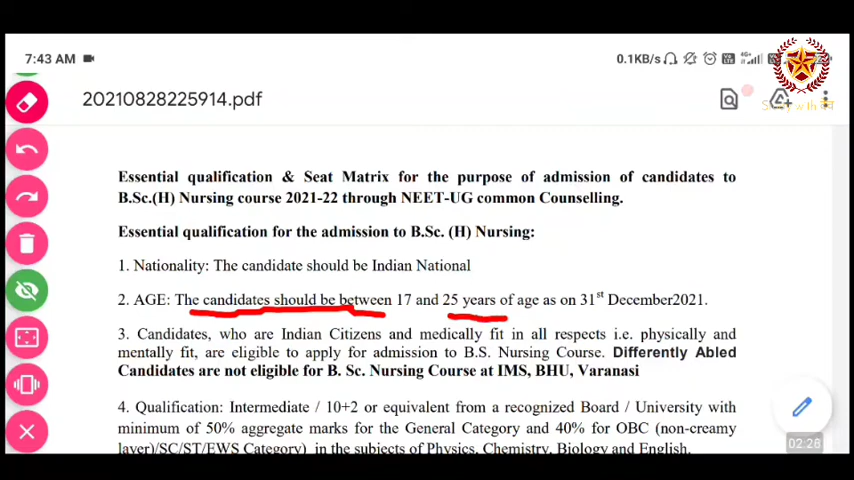 7:43 AM
0.1KB/s
4G+
20210828225914.pdf
Study with देव
Essential qualification & Seat Matrix for the purpose of admission of candidates to
B.Sc.(H) Nursing course 2021-22 through NEET-UG common Counselling.
Essential qualification for the admission to B.Sc. (H) Nursing:
1. Nationality: The candidate should be Indian National
2. AGE: The candidates should be between 17 and 25 years of age as on 31st December2021.
3. Candidates, who are Indian Citizens and medically fit in all respects i.e. physically and
mentally fit, are eligible to apply for admission to B.S. Nursing Course. Differently Abled
Candidates are not eligible for B. Sc. Nursing Course at IMS, BHU, Varanasi
4. Qualification: Intermediate / 10+2 or equivalent from a recognized Board / University with
minimum of 50% aggregate marks for the General Category and 40% for OBC (non-creamy
layer)/SC/ST/EWS Category) in the subjects of Physics, Chemistry, Biology and English.
02:26